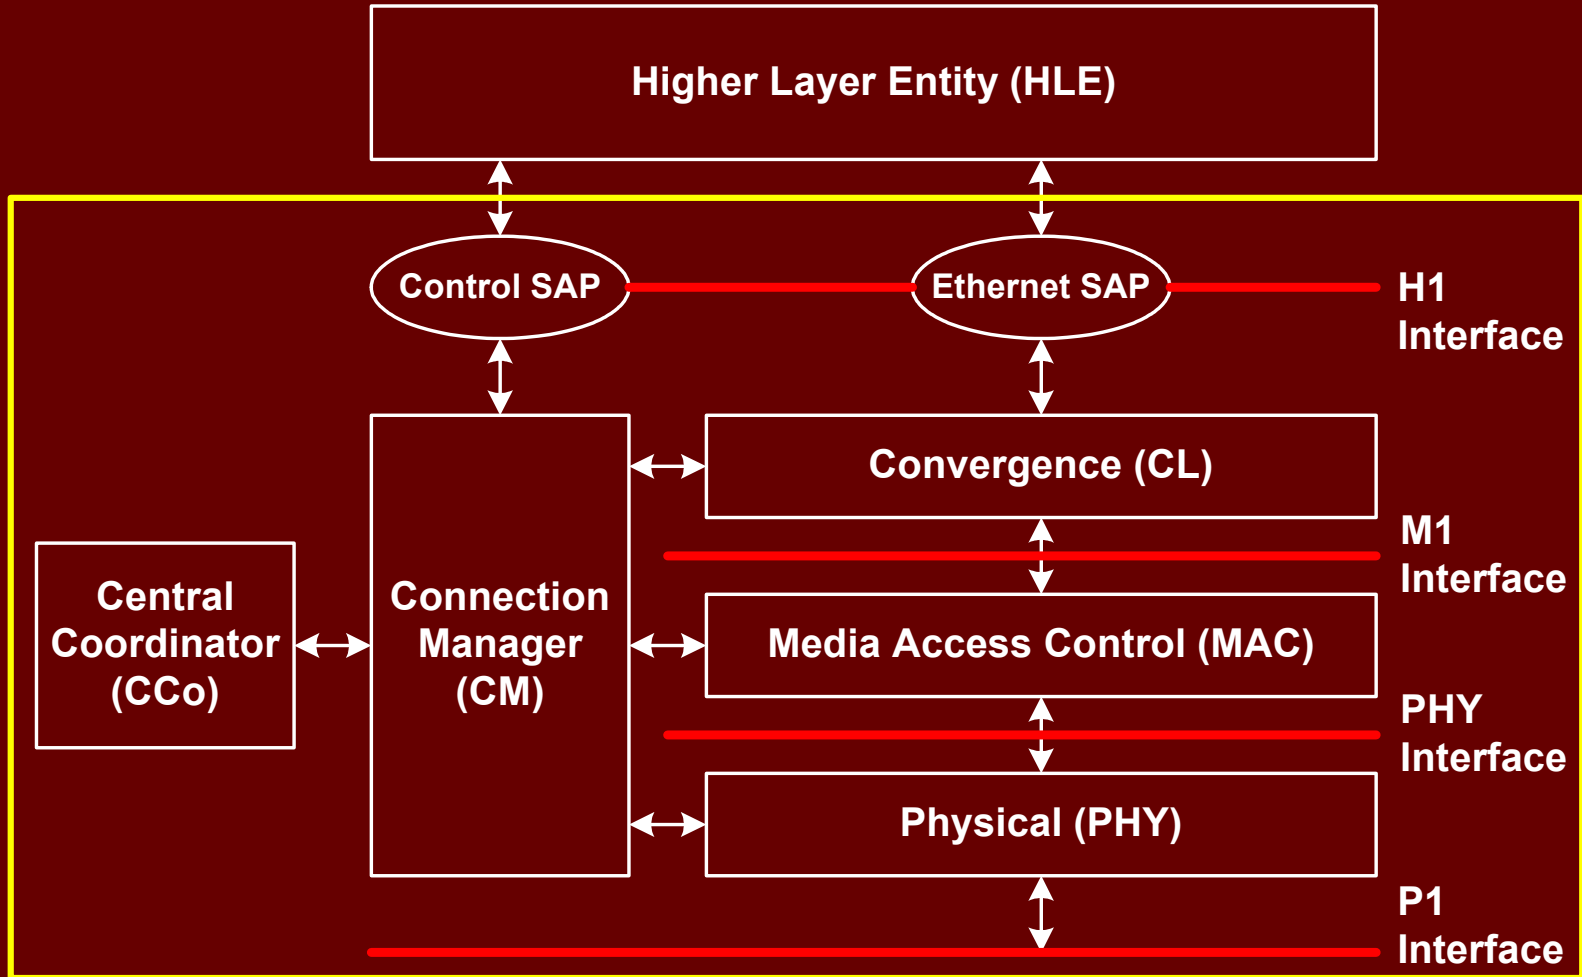 Higher Layer Entity (HLE)
Control SAP
Ethernet SAP
H1
Interface
Convergence (CL)
M1
Interface
Central
Coordinator
(CCo)
Connection
Manager
(CM)
Media Access Control (MAC)
PHY
Interface
Physical (PHY)
P1
Interface